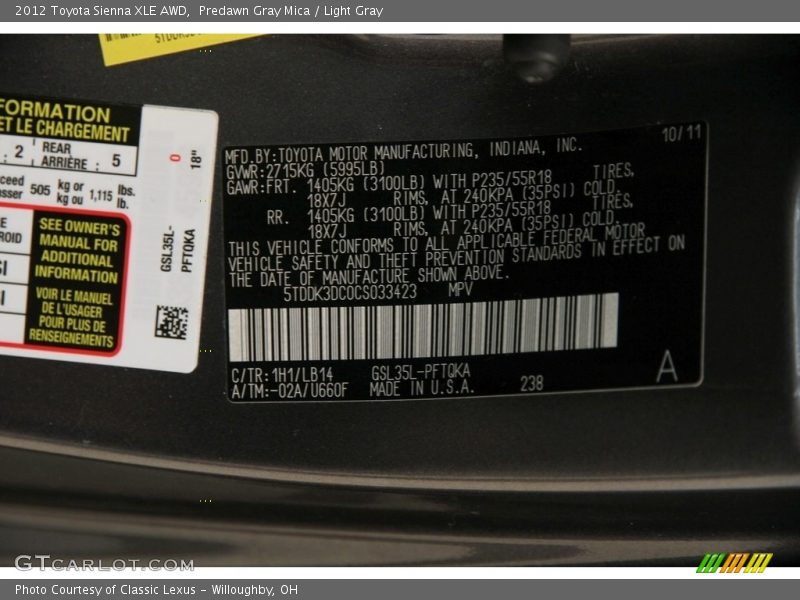 2012 Toyota Sienna XLE AWD, Predawn Gray Mica / Light Gray
FORMATION
ET LE CHARGEMENT
: 2 REAR ARRIÈRE : 5
505 kg or kg ou 1,115 lbs. lb.
SEE OWNER'S
MANUAL FOR
ADDITIONAL
INFORMATION
VOIR LE MANUEL
DE L'USAGER
POUR PLUS DE
RENSEIGNEMENTS
0 18"
GSL35L-
PFTQKA
10/11
MFD.BY:TOYOTA MOTOR MANUFACTURING, INDIANA, INC.
GVWR:2715KG (5995LB)
GAWR:FRT. 1405KG (3100LB) WITH P235/55R18 TIRES,
18X7J RIMS, AT 240KPA (35PSI) COLD.
RR. 1405KG (3100LB) WITH P235/55R18 TIRES,
18X7J RIMS, AT 240KPA (35PSI) COLD.
THIS VEHICLE CONFORMS TO ALL APPLICABLE FEDERAL MOTOR
VEHICLE SAFETY AND THEFT PREVENTION STANDARDS IN EFFECT ON
THE DATE OF MANUFACTURE SHOWN ABOVE.
5TDDK3DC0CS033423 MPV
C/TR:1H1/LB14 GSL35L-PFTQKA
A/TM:-02A/U660F MADE IN U.S.A. 238 A
GTCARLOT.COM
Photo Courtesy of Classic Lexus - Willoughby, OH